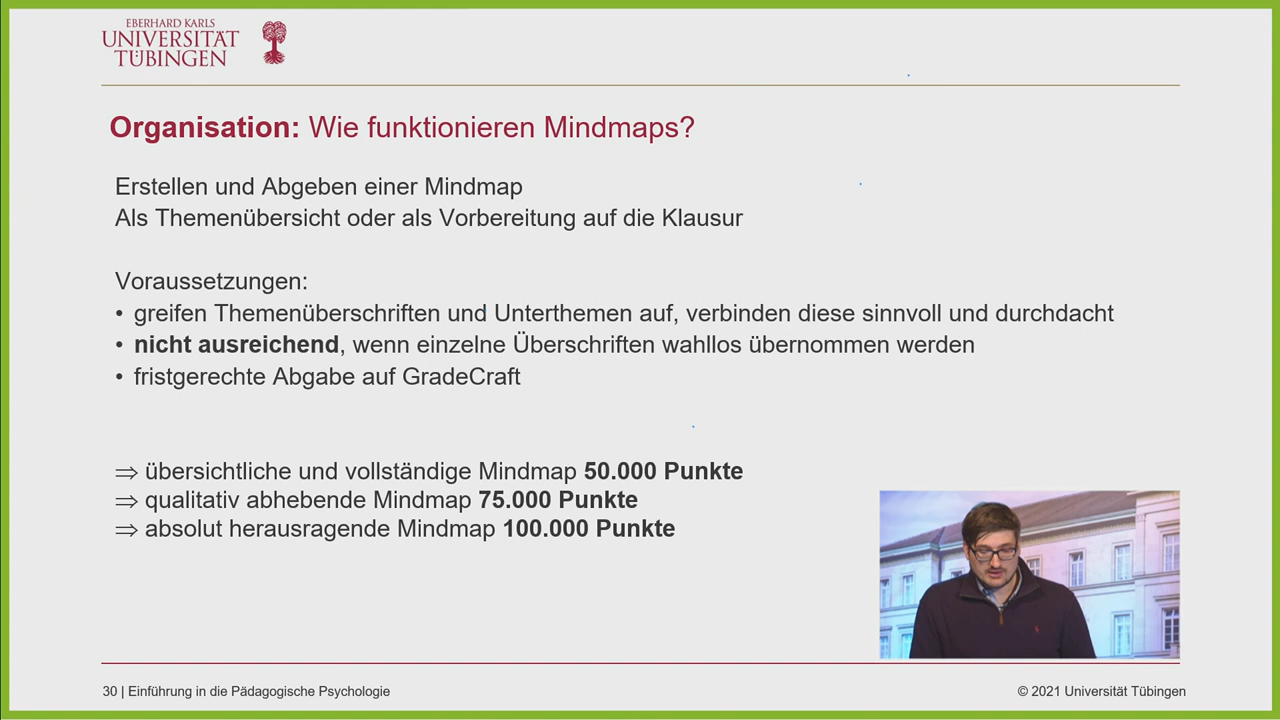 EBERHARD KARLS
UNIVERSITÄT
TÜBINGEN
Organisation: Wie funktionieren Mindmaps?
Erstellen und Abgeben einer Mindmap
Als Themenübersicht oder als Vorbereitung auf die Klausur
Voraussetzungen:
• greifen Themenüberschriften und Unterthemen auf, verbinden diese sinnvoll und durchdacht
• nicht ausreichend, wenn einzelne Überschriften wahllos übernommen werden
• fristgerechte Abgabe auf GradeCraft
⇒ übersichtliche und vollständige Mindmap 50.000 Punkte
⇒ qualitativ abhebende Mindmap 75.000 Punkte
⇒ absolut herausragende Mindmap 100.000 Punkte
30 | Einführung in die Pädagogische Psychologie
© 2021 Universität Tübingen